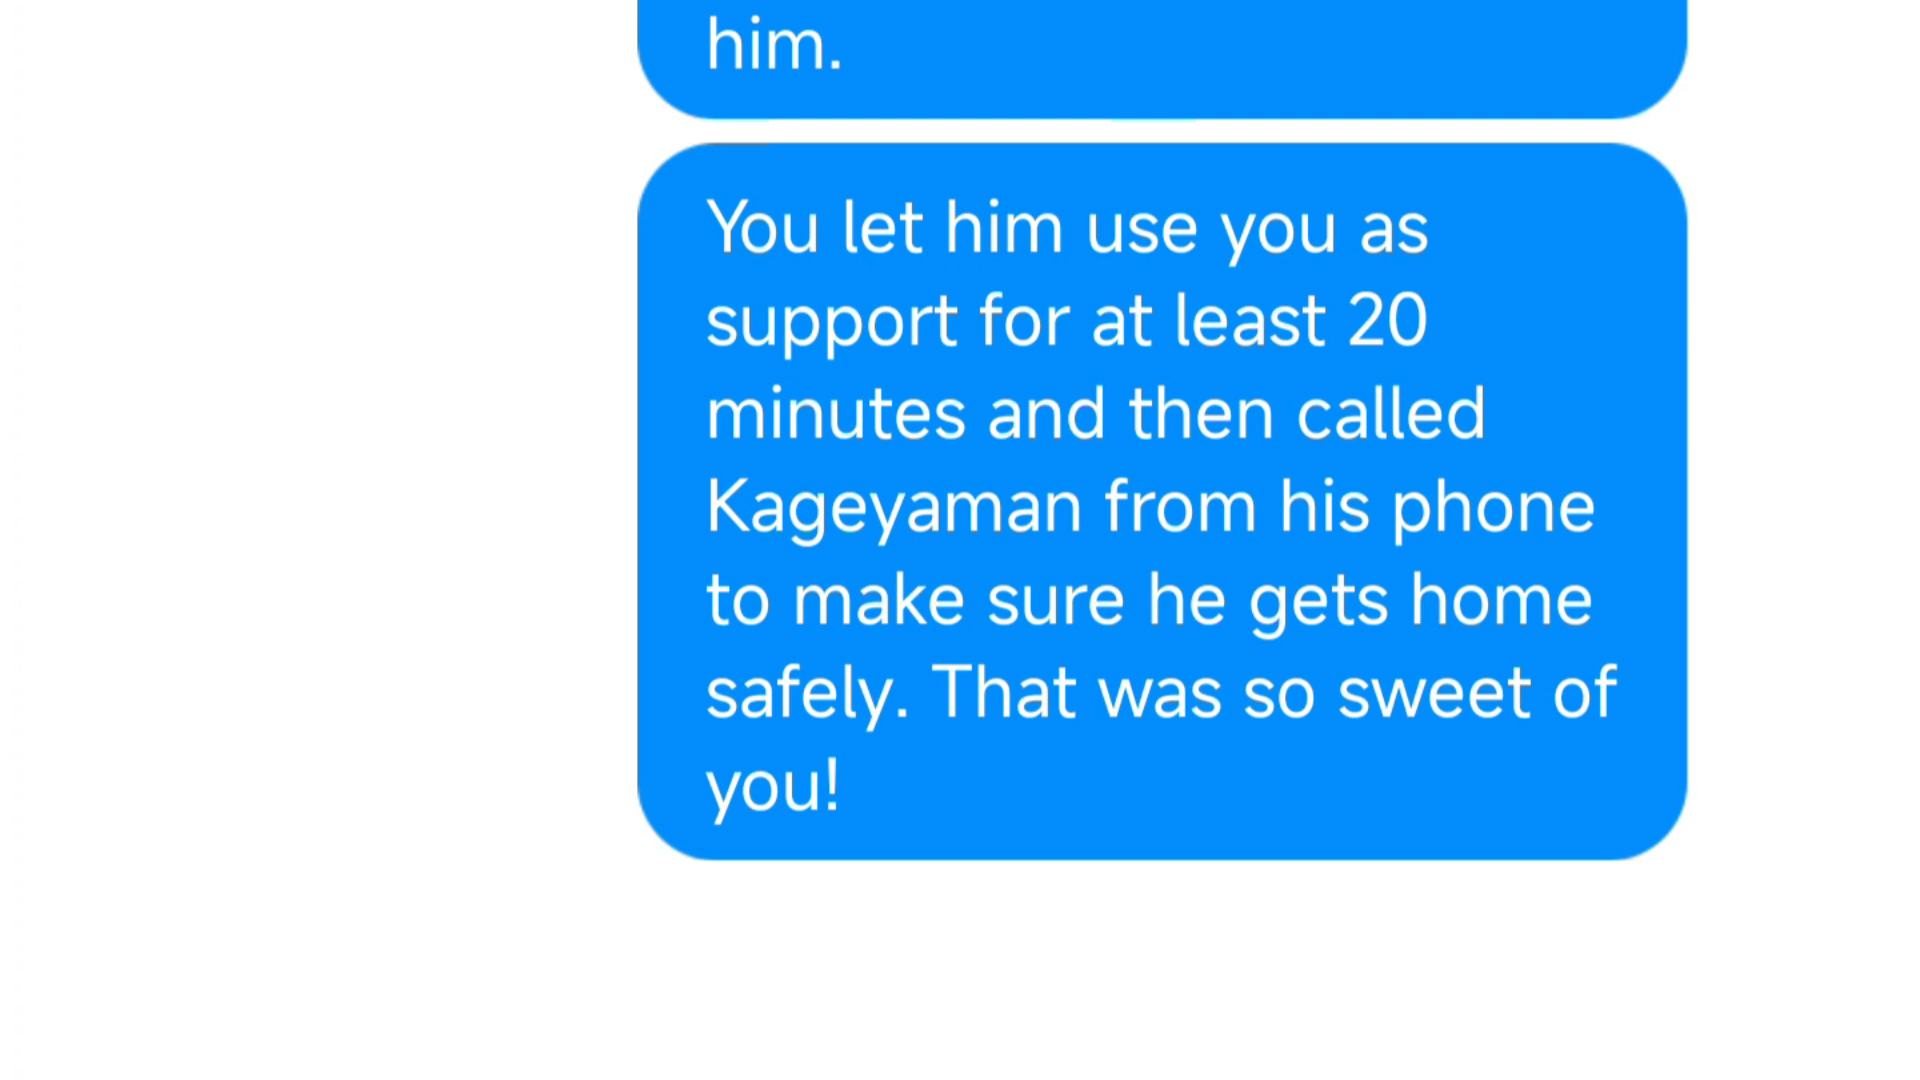 him.
You let him use you as
support for at least 20
minutes and then called
Kageyaman from his phone
to make sure he gets home
safely. That was so sweet of
you!